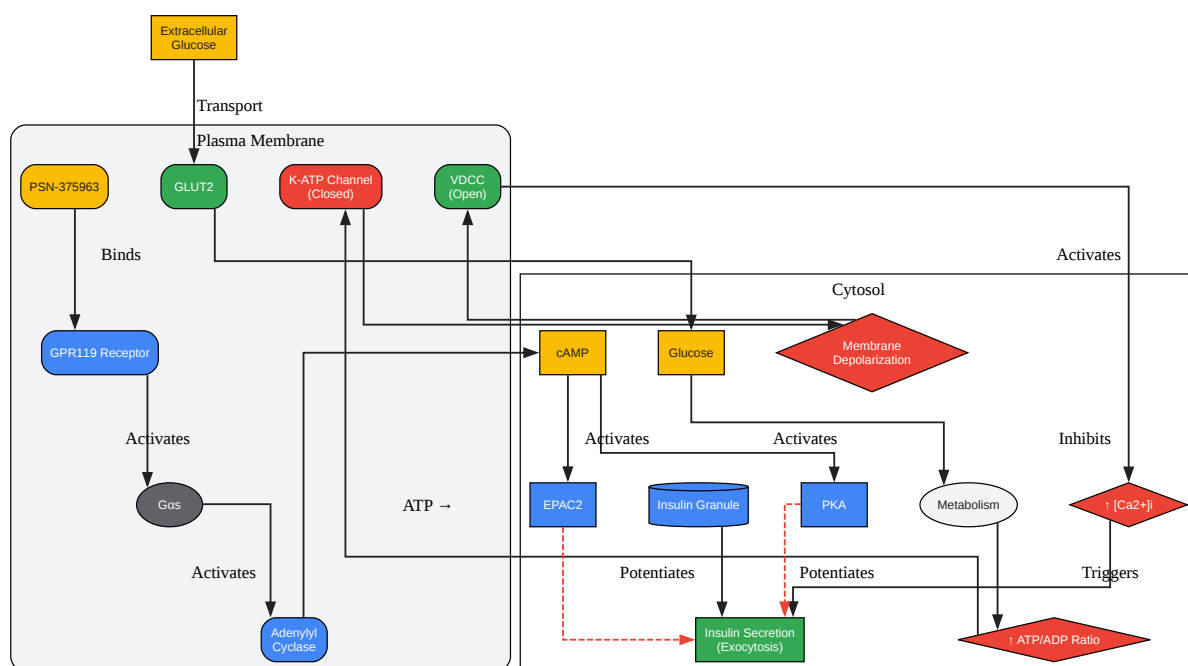 Extracellular
Glucose
Transport
Plasma Membrane
PSN-375963
GLUT2
K-ATP Channel
(Closed)
VDCC
(Open)
Binds
Activates
Cytosol
GPR119 Receptor
cAMP
Glucose
Membrane
Depolarization
Activates
Activates
Activates
Inhibits
Gαs
ATP →
EPAC2
Insulin Granule
PKA
Metabolism
↑ [Ca2+]i
Activates
Potentiates
Potentiates
Triggers
Adenylyl
Cyclase
Insulin Secretion
(Exocytosis)
↑ ATP/ADP Ratio